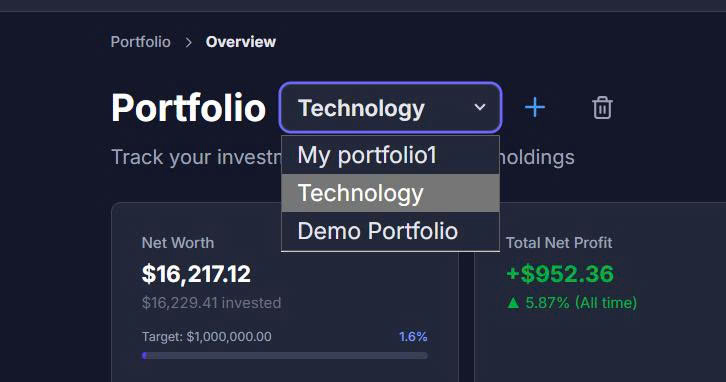 Portfolio > Overview
Portfolio Technology
Track your investm holdings
My portfolio1
Technology
Demo Portfolio
Net Worth
$16,217.12
$16,229.41 invested
Target: $1,000,000.00 1.6%
Total Net Profit
+$952.36
▲ 5.87% (All time)